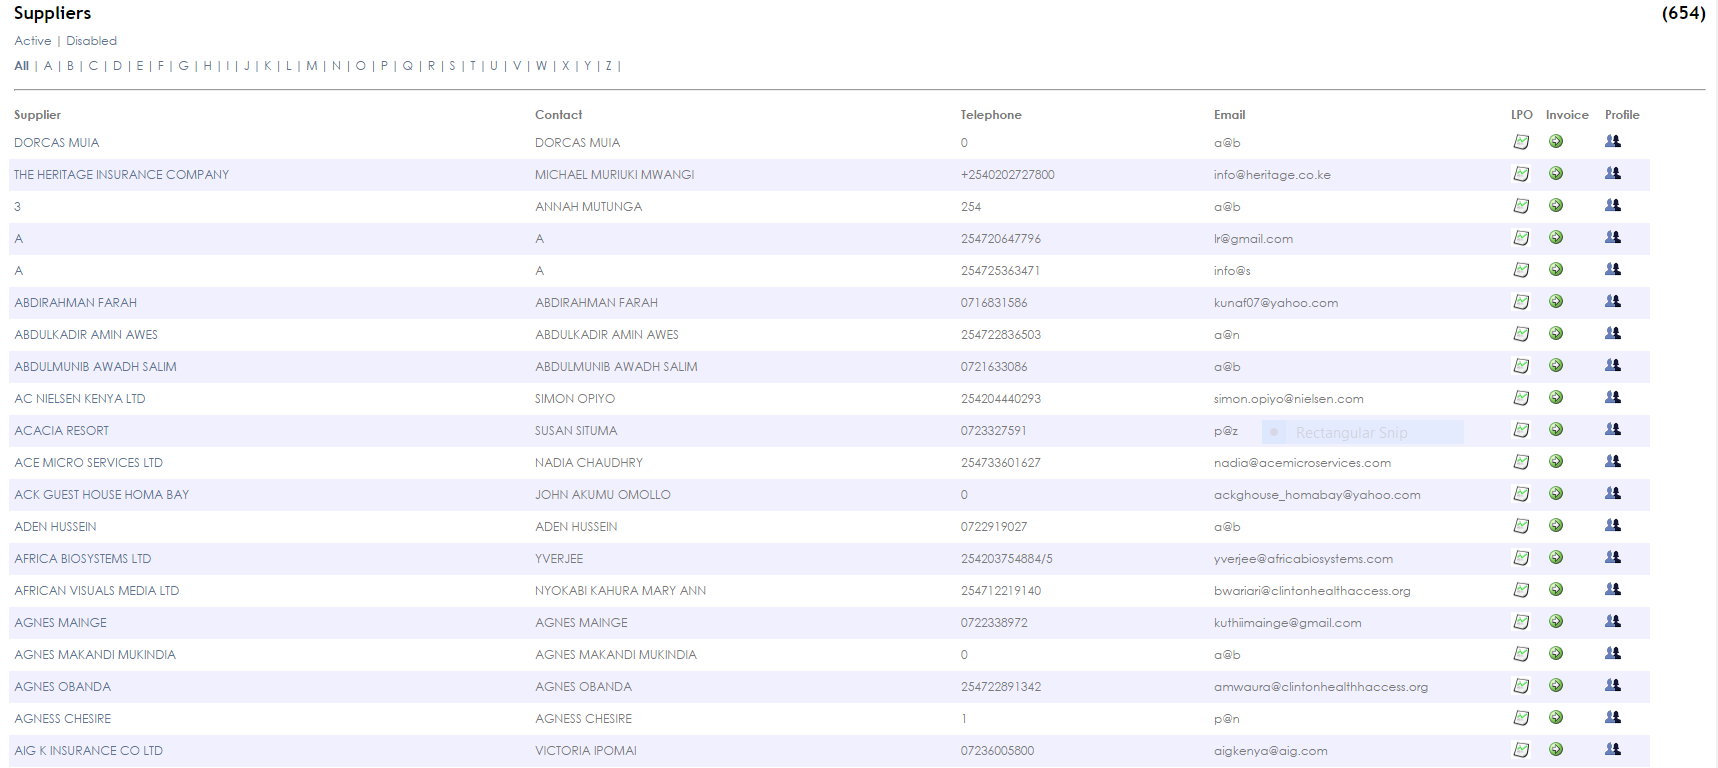 Suppliers (654)
Active | Disabled
All | A | B | C | D | E | F | G | H | I | J | K | L | M | N | O | P | Q | R | S | T | U | V | W | X | Y | Z |
Supplier Contact Telephone Email LPO Invoice Profile
DORCAS MUIA DORCAS MUIA 0 a@b
THE HERITAGE INSURANCE COMPANY MICHAEL MURIUKI MWANGI +2540202727800 info@heritage.co.ke
3 ANNAH MUTUNGA 254 a@b
A A 254720647796 lr@gmail.com
A A 254725363471 info@s
ABDIRAHMAN FARAH ABDIRAHMAN FARAH 0716831586 kunaf07@yahoo.com
ABDULKADIR AMIN AWES ABDULKADIR AMIN AWES 254722836503 a@n
ABDULMUNIB AWADH SALIM ABDULMUNIB AWADH SALIM 0721633086 a@b
AC NIELSEN KENYA LTD SIMON OPIYO 254204440293 simon.opiyo@nielsen.com
ACACIA RESORT SUSAN SITUMA 0723327591 p@z Rectangular Snip
ACE MICRO SERVICES LTD NADIA CHAUDHRY 254733601627 nadia@acemicroservices.com
ACK GUEST HOUSE HOMA BAY JOHN AKUMU OMOLLO 0 ackghouse_homabay@yahoo.com
ADEN HUSSEIN ADEN HUSSEIN 0722919027 a@b
AFRICA BIOSYSTEMS LTD YVERJEE 254203754884/5 yverjee@africabiosystems.com
AFRICAN VISUALS MEDIA LTD NYOKABI KAHURA MARY ANN 254712219140 bwariari@clintonhealthaccess.org
AGNES MAINGE AGNES MAINGE 0722338972 kuthiimainge@gmail.com
AGNES MAKANDI MUKINDIA AGNES MAKANDI MUKINDIA 0 a@b
AGNES OBANDA AGNES OBANDA 254722891342 amwaura@clintonhealthhaccess.org
AGNESS CHESIRE AGNESS CHESIRE 1 p@n
AIG K INSURANCE CO LTD VICTORIA IPOMAI 07236005800 aigkenya@aig.com